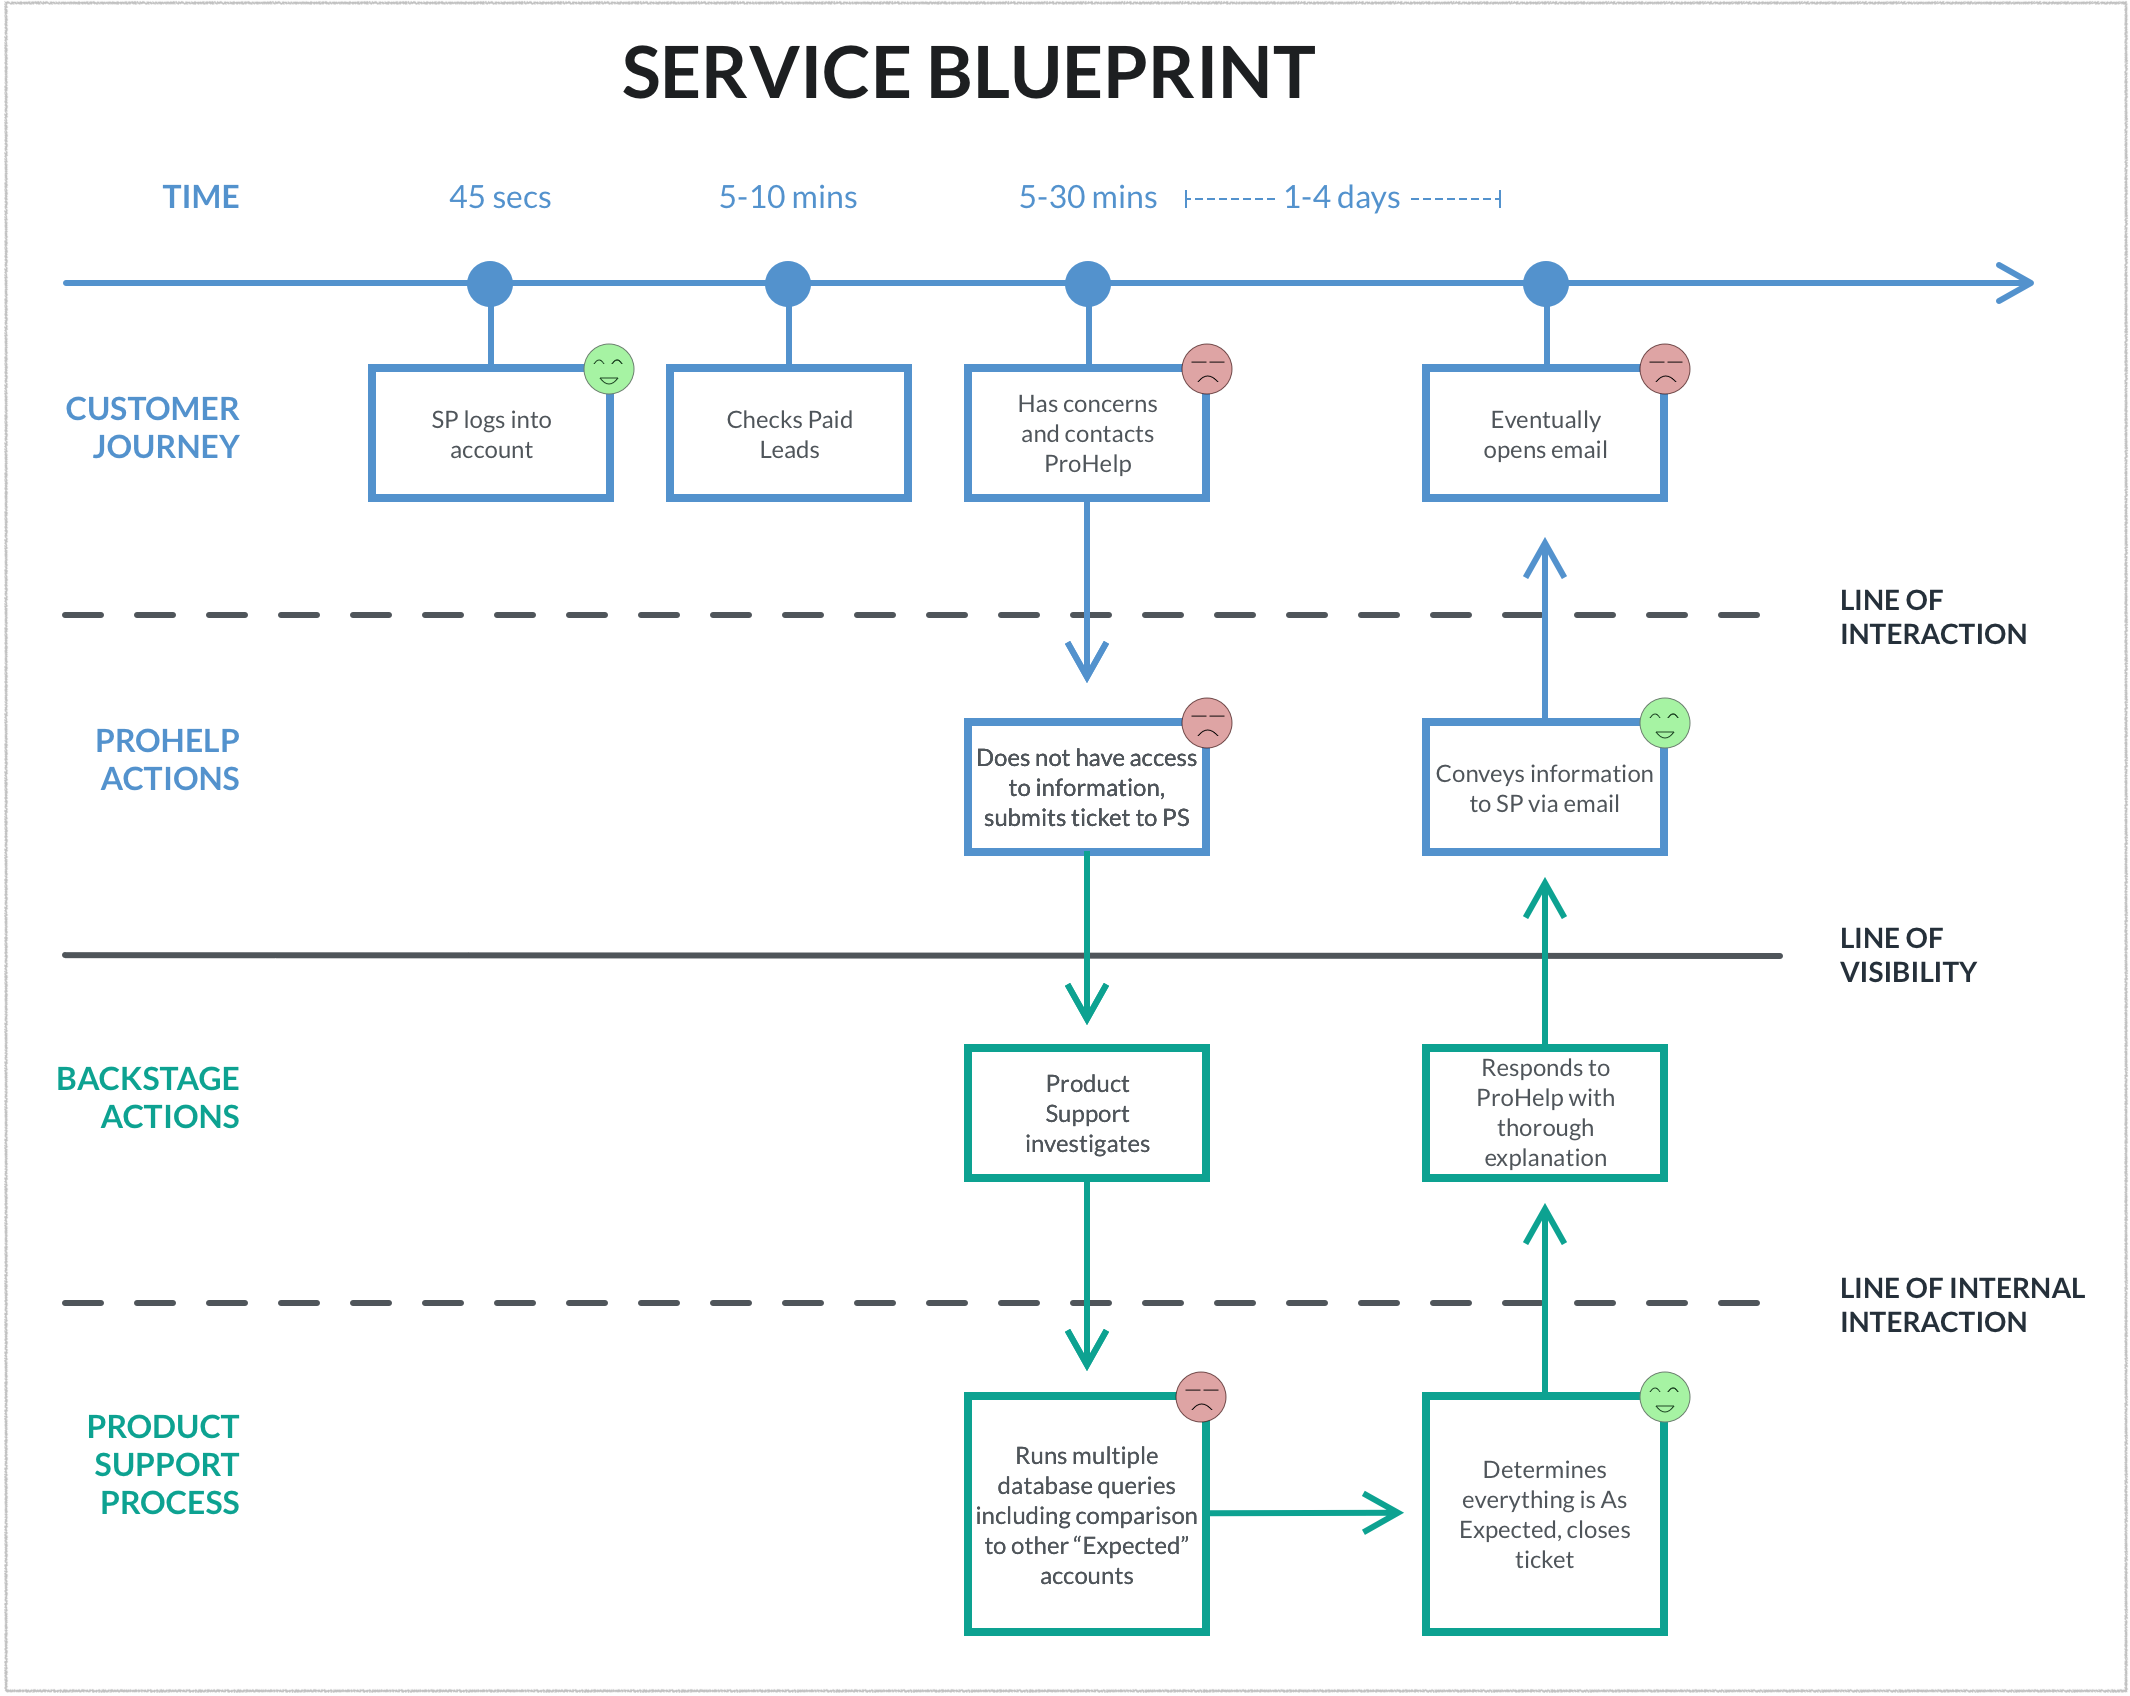 SERVICE BLUEPRINT
TIME
45 secs
5-10 mins
5-30 mins
1-4 days
CUSTOMER
JOURNEY
SP logs into
account
Checks Paid
Leads
Has concerns
and contacts
ProHelp
Eventually
opens email
LINE OF
INTERACTION
PROHELP
ACTIONS
Does not have access
to information,
submits ticket to PS
Conveys information
to SP via email
LINE OF
VISIBILITY
BACKSTAGE
ACTIONS
Product
Support
investigates
Responds to
ProHelp with
thorough
explanation
LINE OF INTERNAL
INTERACTION
PRODUCT
SUPPORT
PROCESS
Runs multiple
database queries
including comparison
to other “Expected”
accounts
Determines
everything is As
Expected, closes
ticket